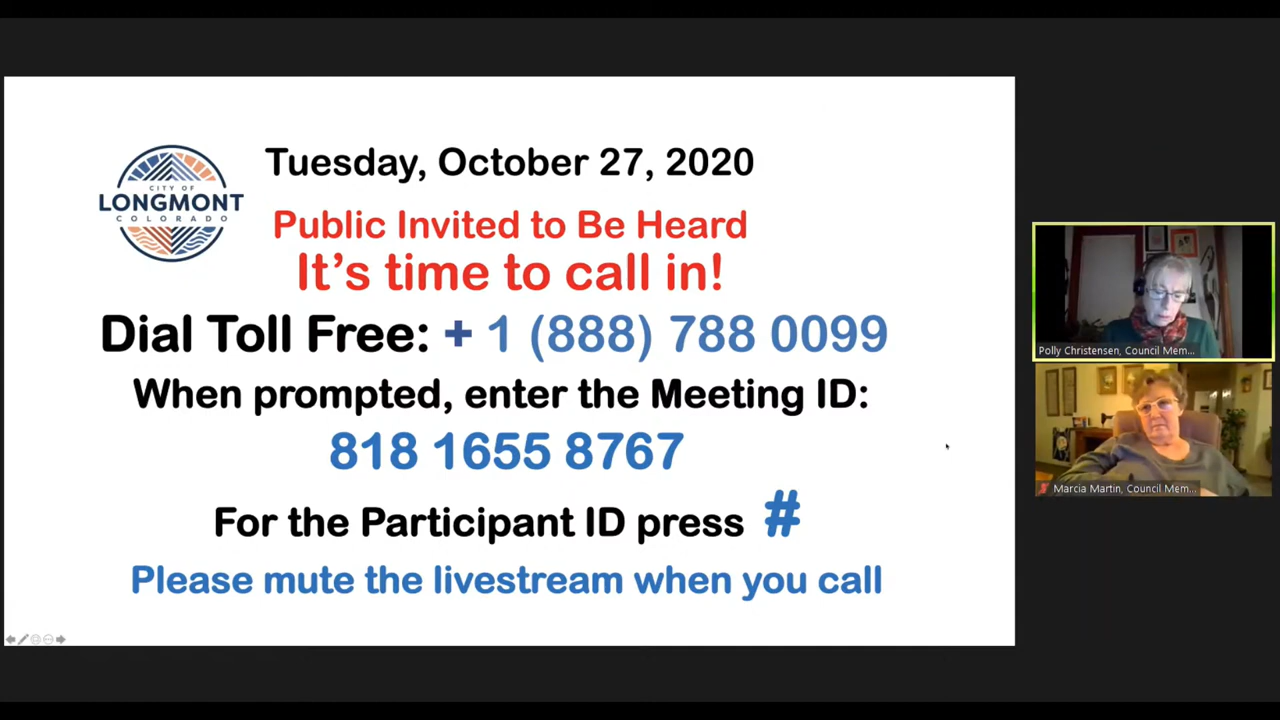 Tuesday, October 27, 2020
CITY OF
LONGMONT
COLORADO
Public Invited to Be Heard
It's time to call in!
Dial Toll Free: + 1 (888) 788 0099
When prompted, enter the Meeting ID:
818 1655 8767
For the Participant ID press #
Please mute the livestream when you call
Polly Christensen, Council Mem...
Marcia Martin, Council Mem...